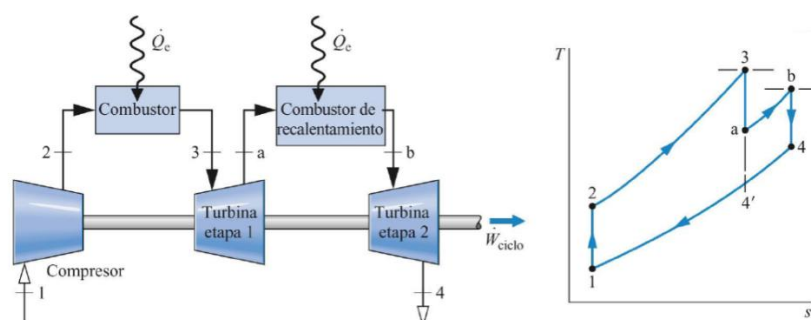 Q̇e
Q̇e
Combustor
Combustor de
recalentamiento
2
3
a
b
Turbina
etapa 1
Turbina
etapa 2
Ẇciclo
Compresor
1
4
T
3
b
a
4
2
4′
1
s